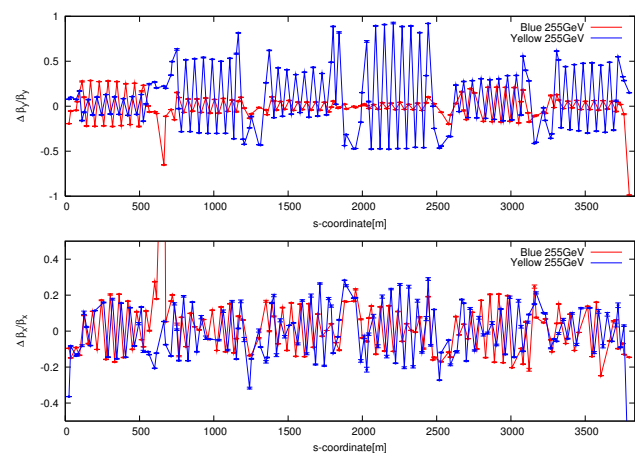 Δ βy/βy
1
0.5
0
-0.5
-1
Blue 255GeV
Yellow 255GeV
0 500 1000 1500 2000 2500 3000 3500
s-coordinate[m]
Δ βx/βx
0.4
0.2
0
-0.2
-0.4
Blue 255GeV
Yellow 255GeV
0 500 1000 1500 2000 2500 3000 3500
s-coordinate[m]